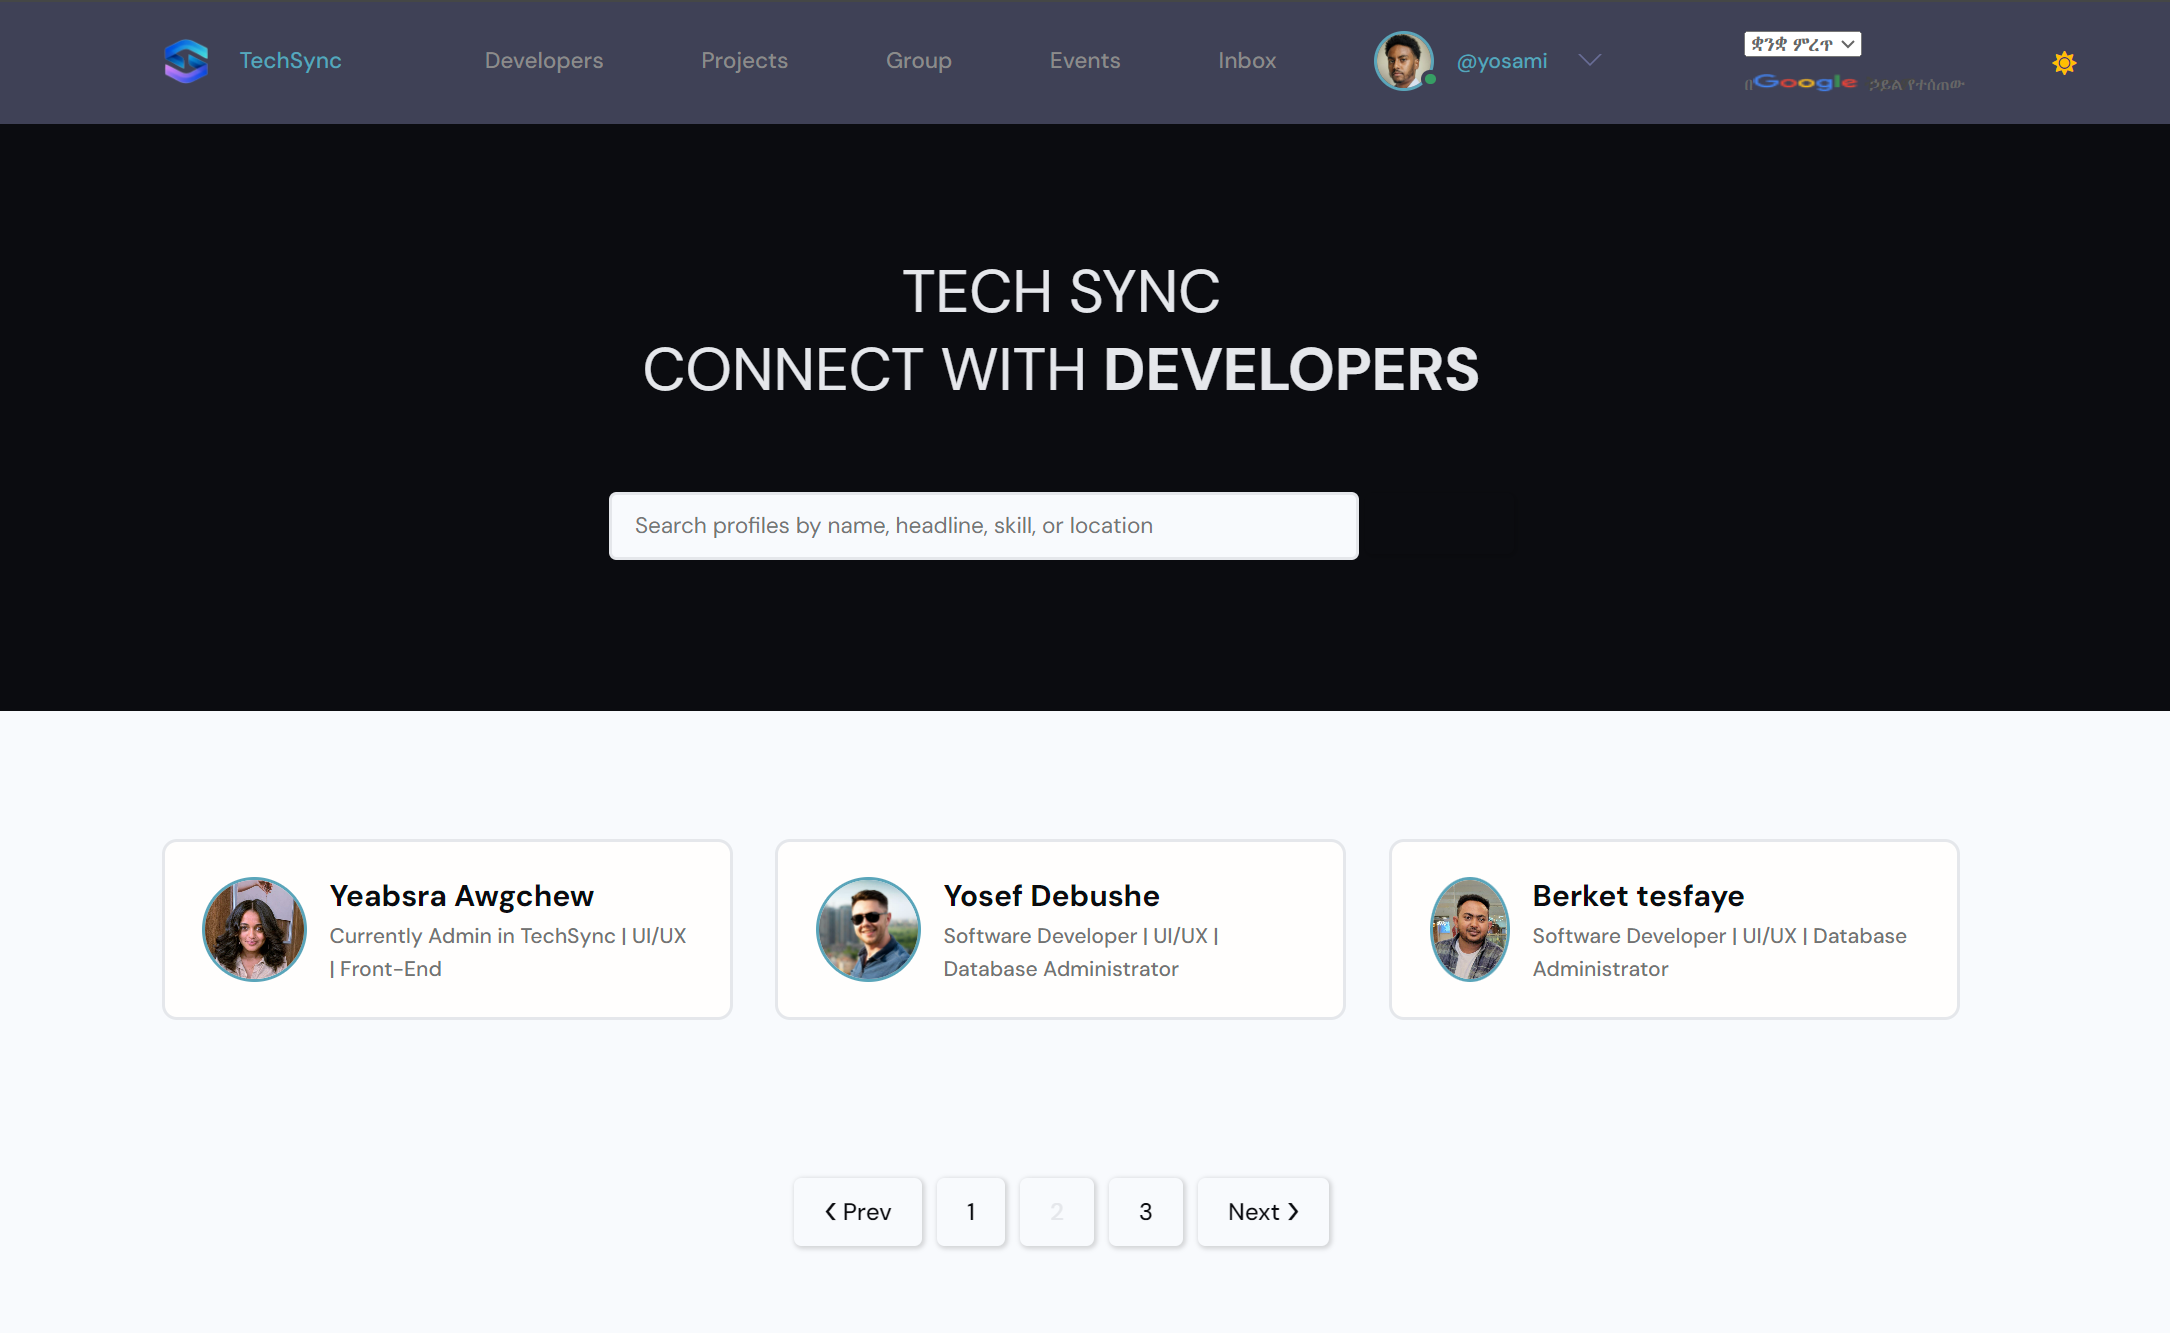 TechSync
Developers
Projects
Group
Events
Inbox
@yosami
ቋንቋ ምረጥ
በGoogle ኃይል የተሰጠው
TECH SYNC
CONNECT WITH DEVELOPERS
Search profiles by name, headline, skill, or location
Yeabsra Awgchew
Currently Admin in TechSync | UI/UX
| Front-End
Yosef Debushe
Software Developer | UI/UX |
Database Administrator
Berket tesfaye
Software Developer | UI/UX | Database
Administrator
❮ Prev
1
2
3
Next ❯